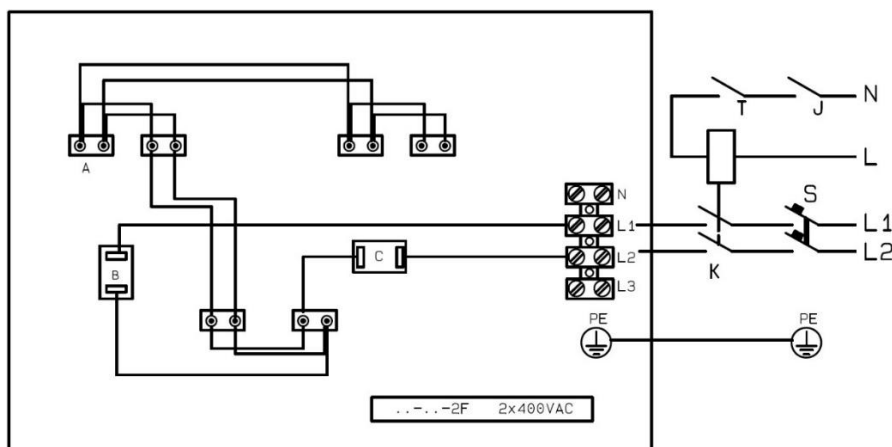 N
T J
A
L
N
S
L1 L1
C L2 L2
B K
L3
PE PE
..-..-2F 2x400VAC